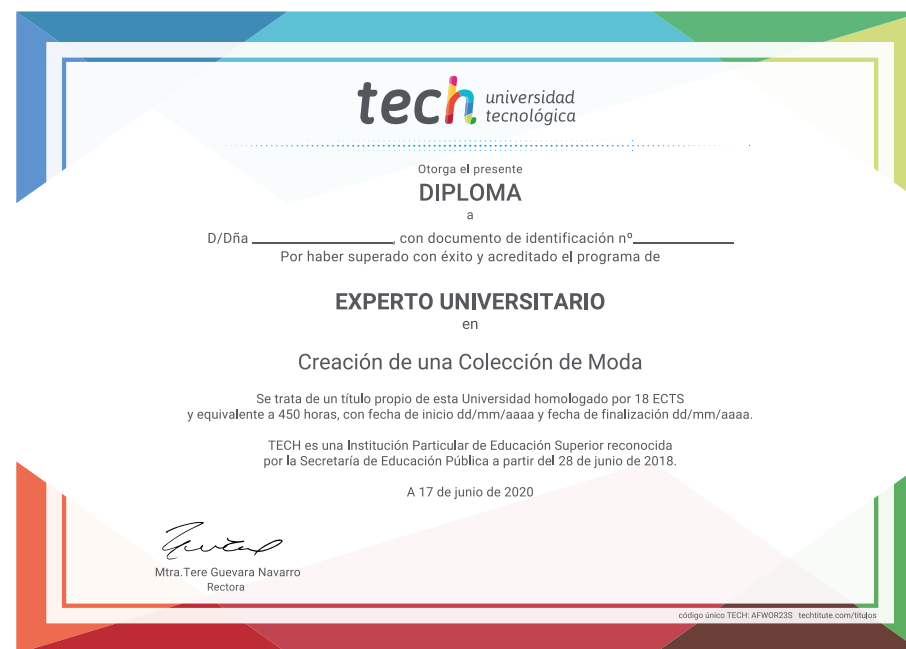 tech universidad
tecnológica
Otorga el presente
DIPLOMA
a
D/Dña ____________________, con documento de identificación nº______________
Por haber superado con éxito y acreditado el programa de
EXPERTO UNIVERSITARIO
en
Creación de una Colección de Moda
Se trata de un título propio de esta Universidad homologado por 18 ECTS
y equivalente a 450 horas, con fecha de inicio dd/mm/aaaa y fecha de finalización dd/mm/aaaa.
TECH es una Institución Particular de Educación Superior reconocida
por la Secretaría de Educación Pública a partir del 28 de junio de 2018.
A 17 de junio de 2020
Mtra.Tere Guevara Navarro
Rectora
código único TECH: AFWOR23S techtitute.com/titulos